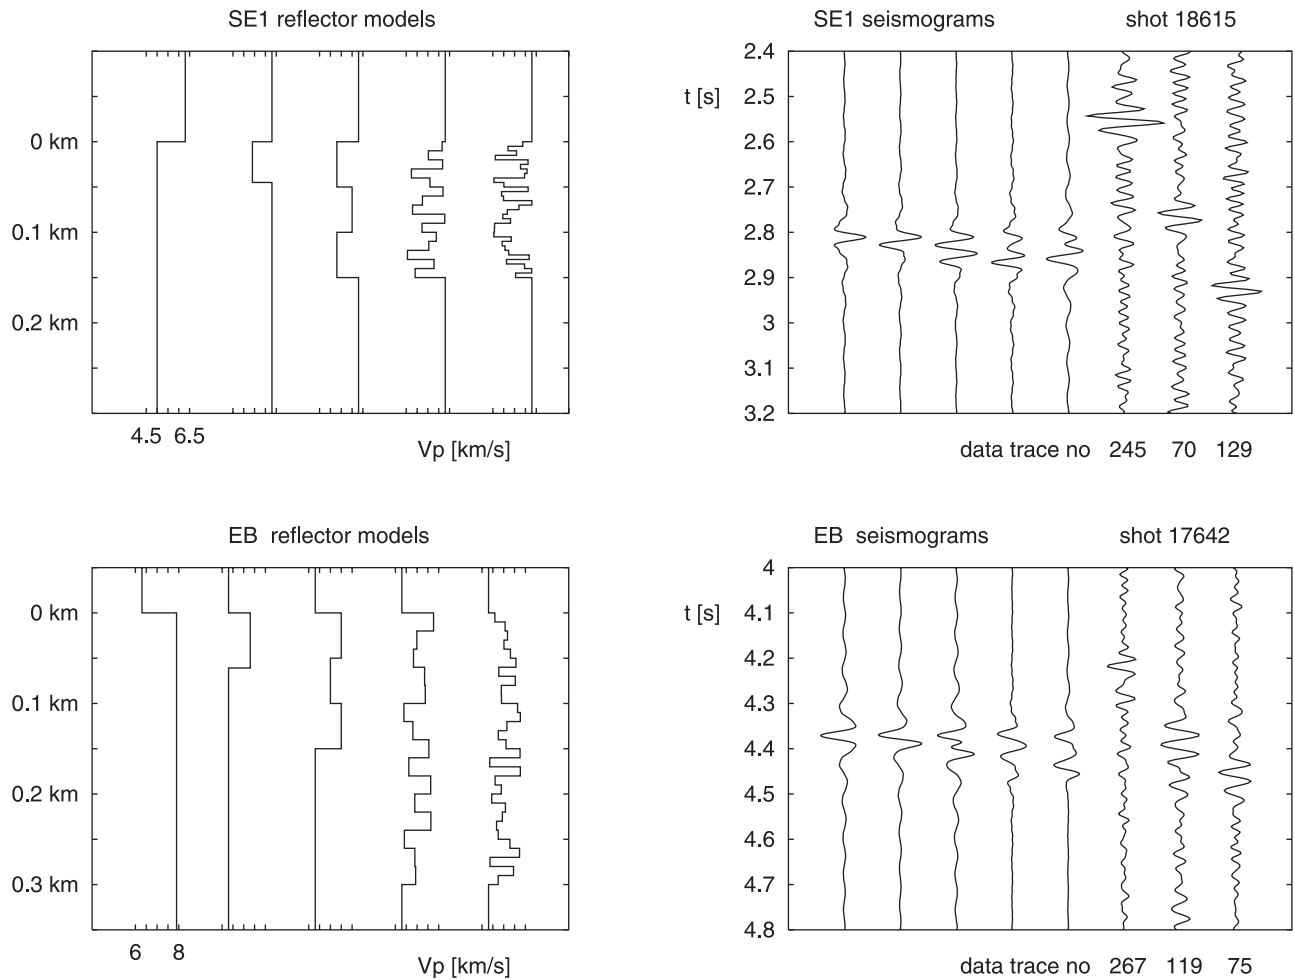 SE1 reflector models
0 km
0.1 km
0.2 km
4.5 6.5
Vp [km/s]
SE1 seismograms shot 18615
t [s]
2.4
2.5
2.6
2.7
2.8
2.9
3
3.1
3.2
data trace no 245 70 129
EB reflector models
0 km
0.1 km
0.2 km
0.3 km
6 8
Vp [km/s]
EB seismograms shot 17642
t [s]
4
4.1
4.2
4.3
4.4
4.5
4.6
4.7
4.8
data trace no 267 119 75